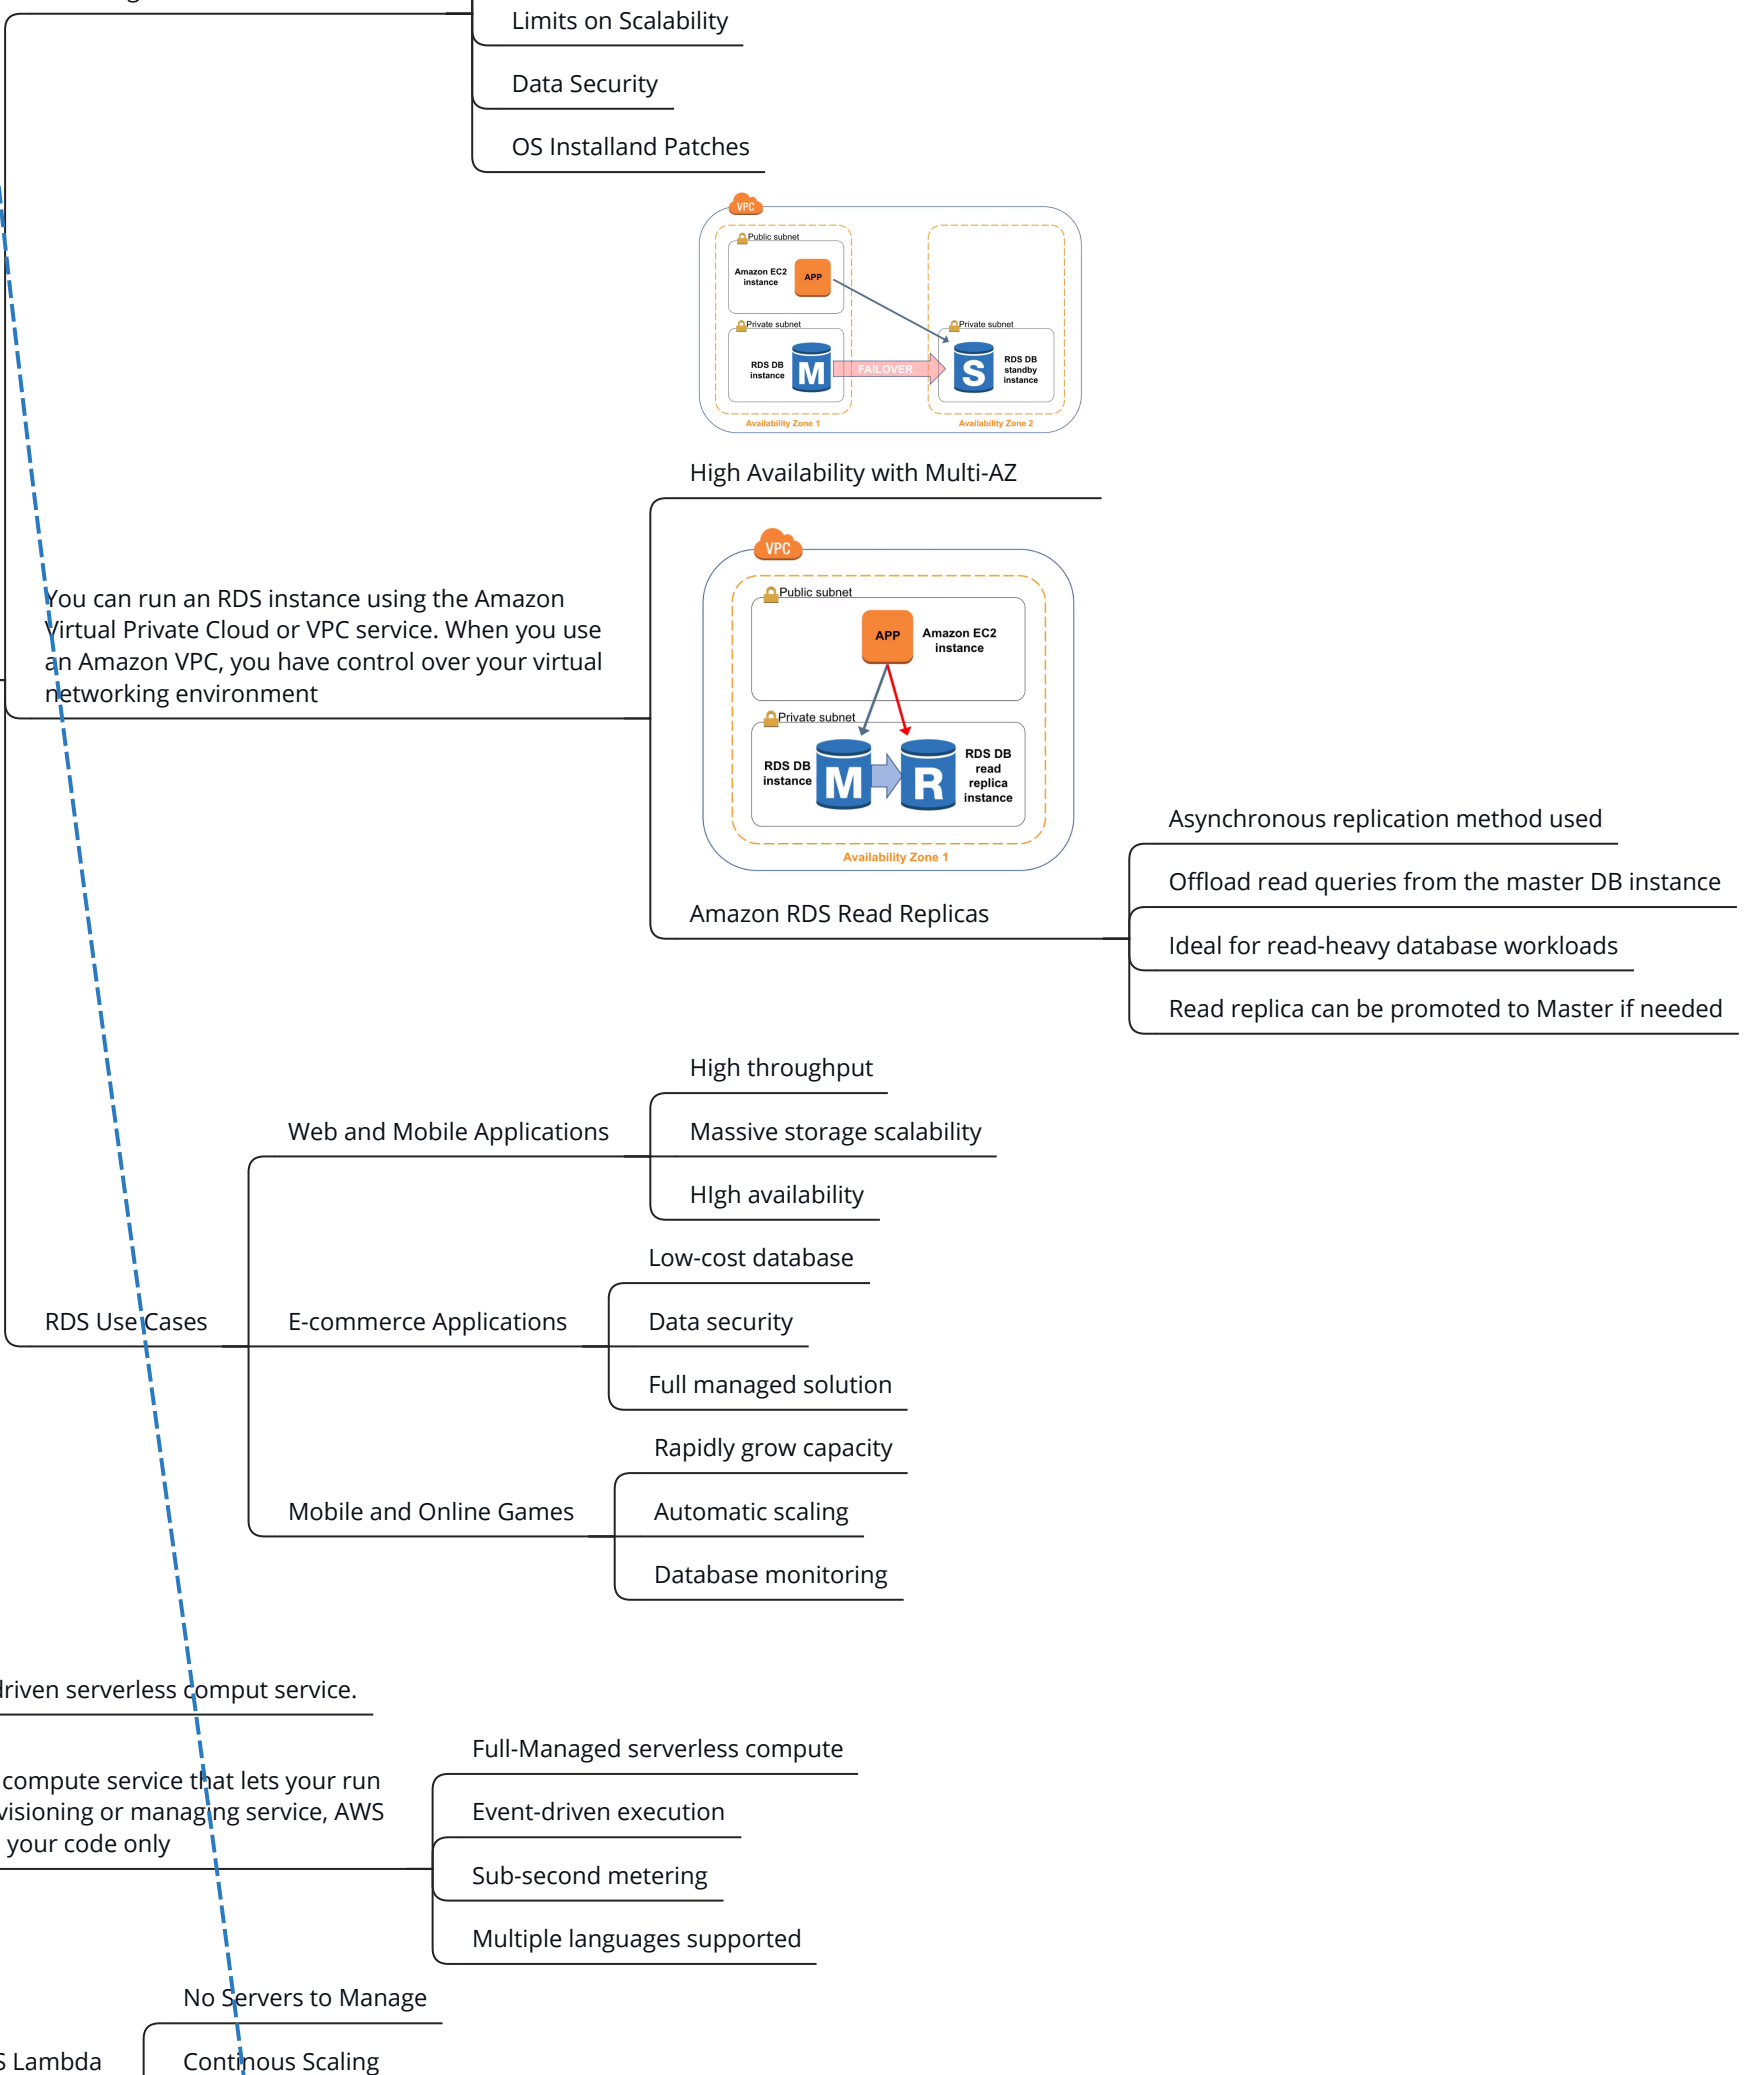 Limits on Scalability
Data Security
OS Installand Patches
VPC
Public subnet
Amazon EC2
instance
APP
Private subnet
RDS DB
instance
M
FAILOVER
Private subnet
S
RDS DB
standby
instance
Availability Zone 1
Availability Zone 2
High Availability with Multi-AZ
You can run an RDS instance using the Amazon
Virtual Private Cloud or VPC service. When you use
an Amazon VPC, you have control over your virtual
networking environment
VPC
Public subnet
APP
Amazon EC2
instance
Private subnet
RDS DB
instance
M
R
RDS DB
read
replica
instance
Availability Zone 1
Amazon RDS Read Replicas
Asynchronous replication method used
Offload read queries from the master DB instance
Ideal for read-heavy database workloads
Read replica can be promoted to Master if needed
RDS Use Cases
Web and Mobile Applications
High throughput
Massive storage scalability
HIgh availability
E-commerce Applications
Low-cost database
Data security
Full managed solution
Mobile and Online Games
Rapidly grow capacity
Automatic scaling
Database monitoring
driven serverless comput service.
compute service that lets your run
visioning or managing service, AWS
your code only
Full-Managed serverless compute
Event-driven execution
Sub-second metering
Multiple languages supported
S Lambda
No Servers to Manage
Continous Scaling